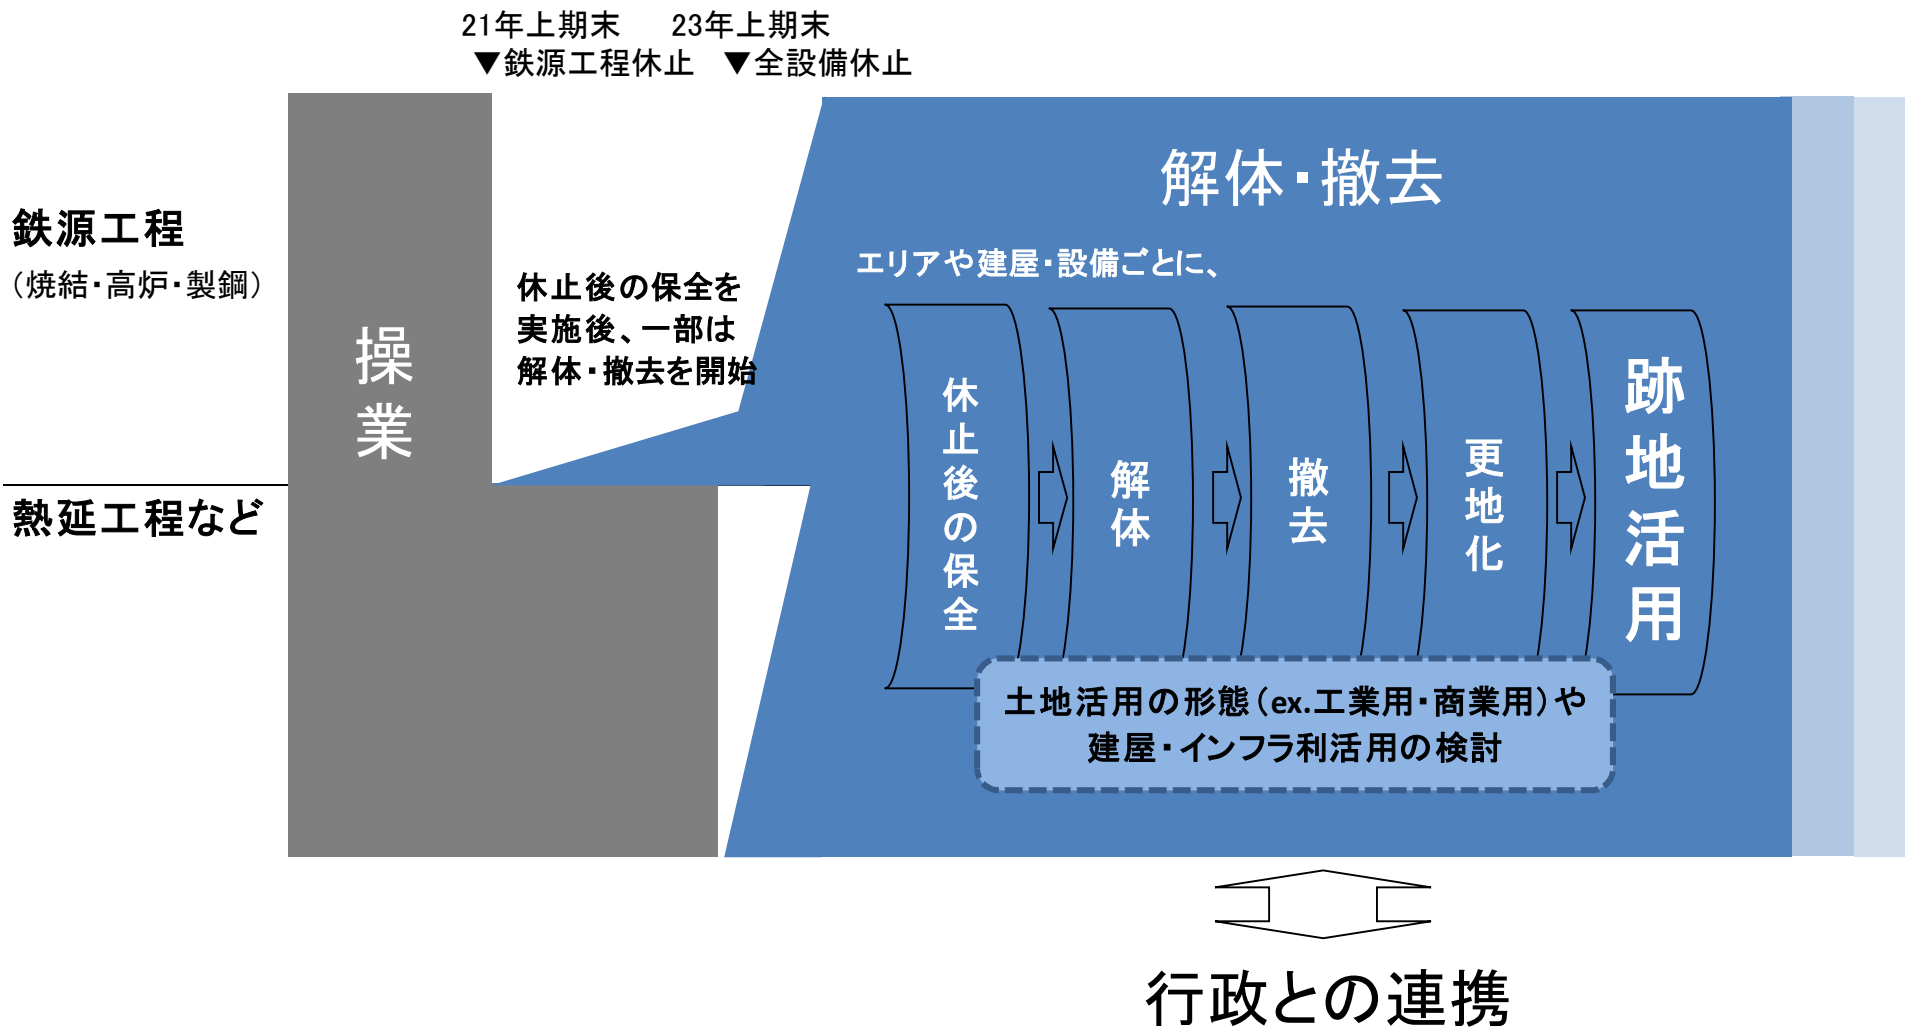 21年上期末 23年上期末
▼鉄源工程休止 ▼全設備休止
解体・撤去
鉄源工程
（焼結・高炉・製鋼）
エリアや建屋・設備ごとに、
休止後の保全を
実施後、一部は
解体・撤去を開始
操業
休止後の保全
解体
撤去
更地化
跡地活用
熱延工程など
土地活用の形態（ex.工業用・商業用）や
建屋・インフラ利活用の検討
行政との連携